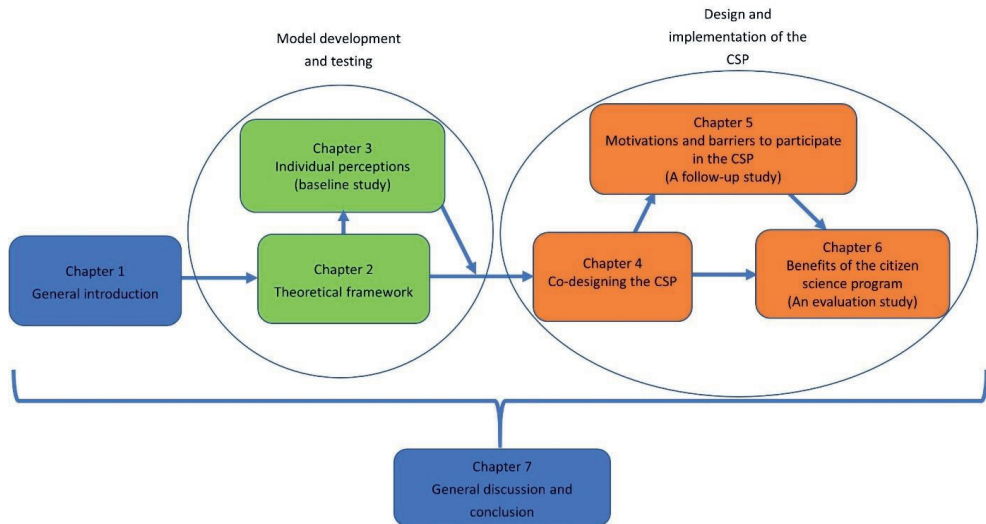 Model development
and testing
Design and
implementation of the
CSP
Chapter 3
Individual perceptions
(baseline study)
Chapter 5
Motivations and barriers to participate
in the CSP
(A follow-up study)
Chapter 1
General introduction
Chapter 2
Theoretical framework
Chapter 4
Co-designing the CSP
Chapter 6
Benefits of the citizen
science program
(An evaluation study)
Chapter 7
General discussion and
conclusion